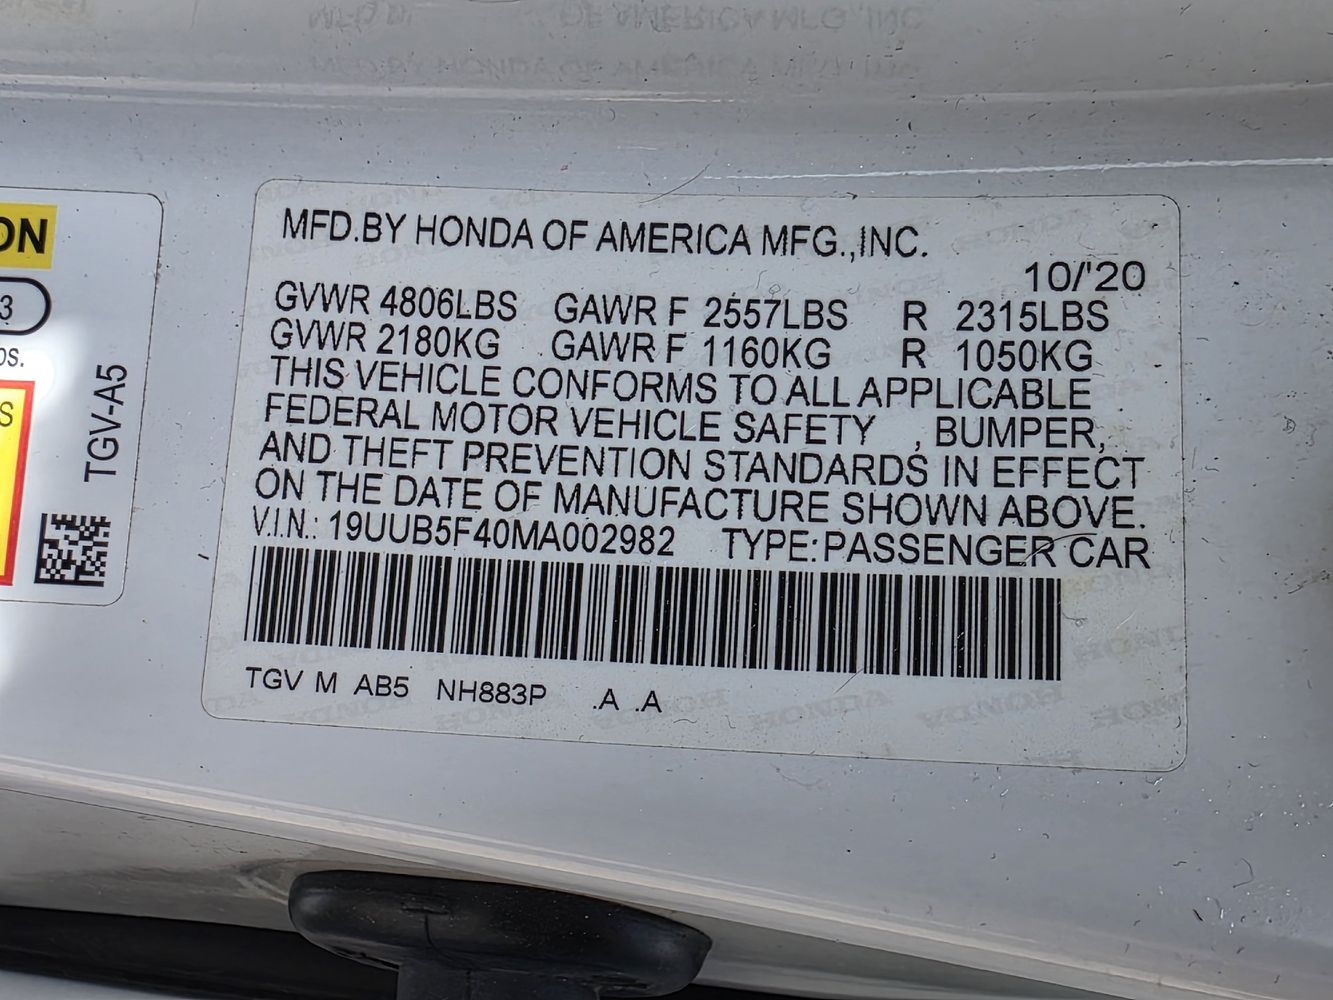 MFD.BY HONDA OF AMERICA MFG.,INC.
10/'20
GVWR 4806LBS GAWR F 2557LBS R 2315LBS
GVWR 2180KG GAWR F 1160KG R 1050KG
THIS VEHICLE CONFORMS TO ALL APPLICABLE
FEDERAL MOTOR VEHICLE SAFETY , BUMPER,
AND THEFT PREVENTION STANDARDS IN EFFECT
ON THE DATE OF MANUFACTURE SHOWN ABOVE.
V.I.N.: 19UUB5F40MA002982 TYPE:PASSENGER CAR
TGV M AB5 NH883P .A .A
ON
3
OS.
S
TGV-A5